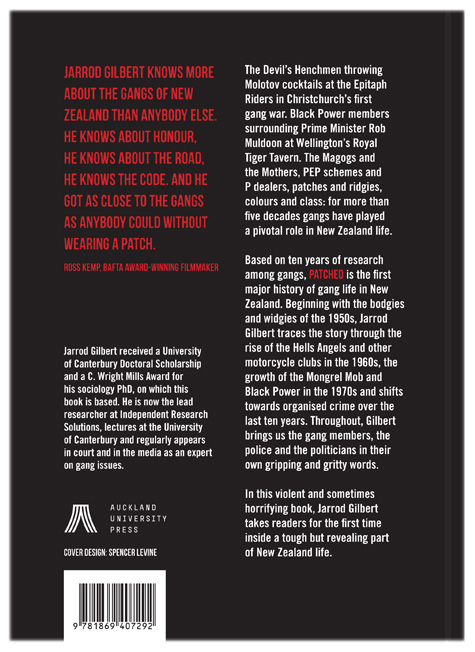 JARROD GILBERT KNOWS MORE
ABOUT THE GANGS OF NEW
ZEALAND THAN ANYBODY ELSE.
HE KNOWS ABOUT HONOUR,
HE KNOWS ABOUT THE ROAD,
HE KNOWS THE CODE. AND HE
GOT AS CLOSE TO THE GANGS
AS ANYBODY COULD WITHOUT
WEARING A PATCH.
ROSS KEMP, BAFTA AWARD-WINNING FILMMAKER
Jarrod Gilbert received a University
of Canterbury Doctoral Scholarship
and a C. Wright Mills Award for
his sociology PhD, on which this
book is based. He is now the lead
researcher at Independent Research
Solutions, lectures at the University
of Canterbury and regularly appears
in court and in the media as an expert
on gang issues.
AUCKLAND
UNIVERSITY
PRESS
COVER DESIGN: SPENCER LEVINE
9 781869 407292
The Devil's Henchmen throwing
Molotov cocktails at the Epitaph
Riders in Christchurch's first
gang war. Black Power members
surrounding Prime Minister Rob
Muldoon at Wellington's Royal
Tiger Tavern. The Magogs and
the Mothers, PEP schemes and
P dealers, patches and ridgies,
colours and class: for more than
five decades gangs have played
a pivotal role in New Zealand life.
Based on ten years of research
among gangs, PATCHED is the first
major history of gang life in New
Zealand. Beginning with the bodgies
and widgies of the 1950s, Jarrod
Gilbert traces the story through the
rise of the Hells Angels and other
motorcycle clubs in the 1960s, the
growth of the Mongrel Mob and
Black Power in the 1970s and shifts
towards organised crime over the
last ten years. Throughout, Gilbert
brings us the gang members, the
police and the politicians in their
own gripping and gritty words.
In this violent and sometimes
horrifying book, Jarrod Gilbert
takes readers for the first time
inside a tough but revealing part
of New Zealand life.